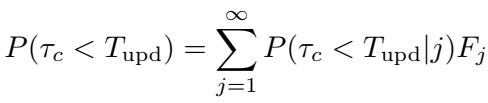 P(τ_c < T_upd) = ∑_{j=1}^{∞} P(τ_c < T_upd|j)F_j